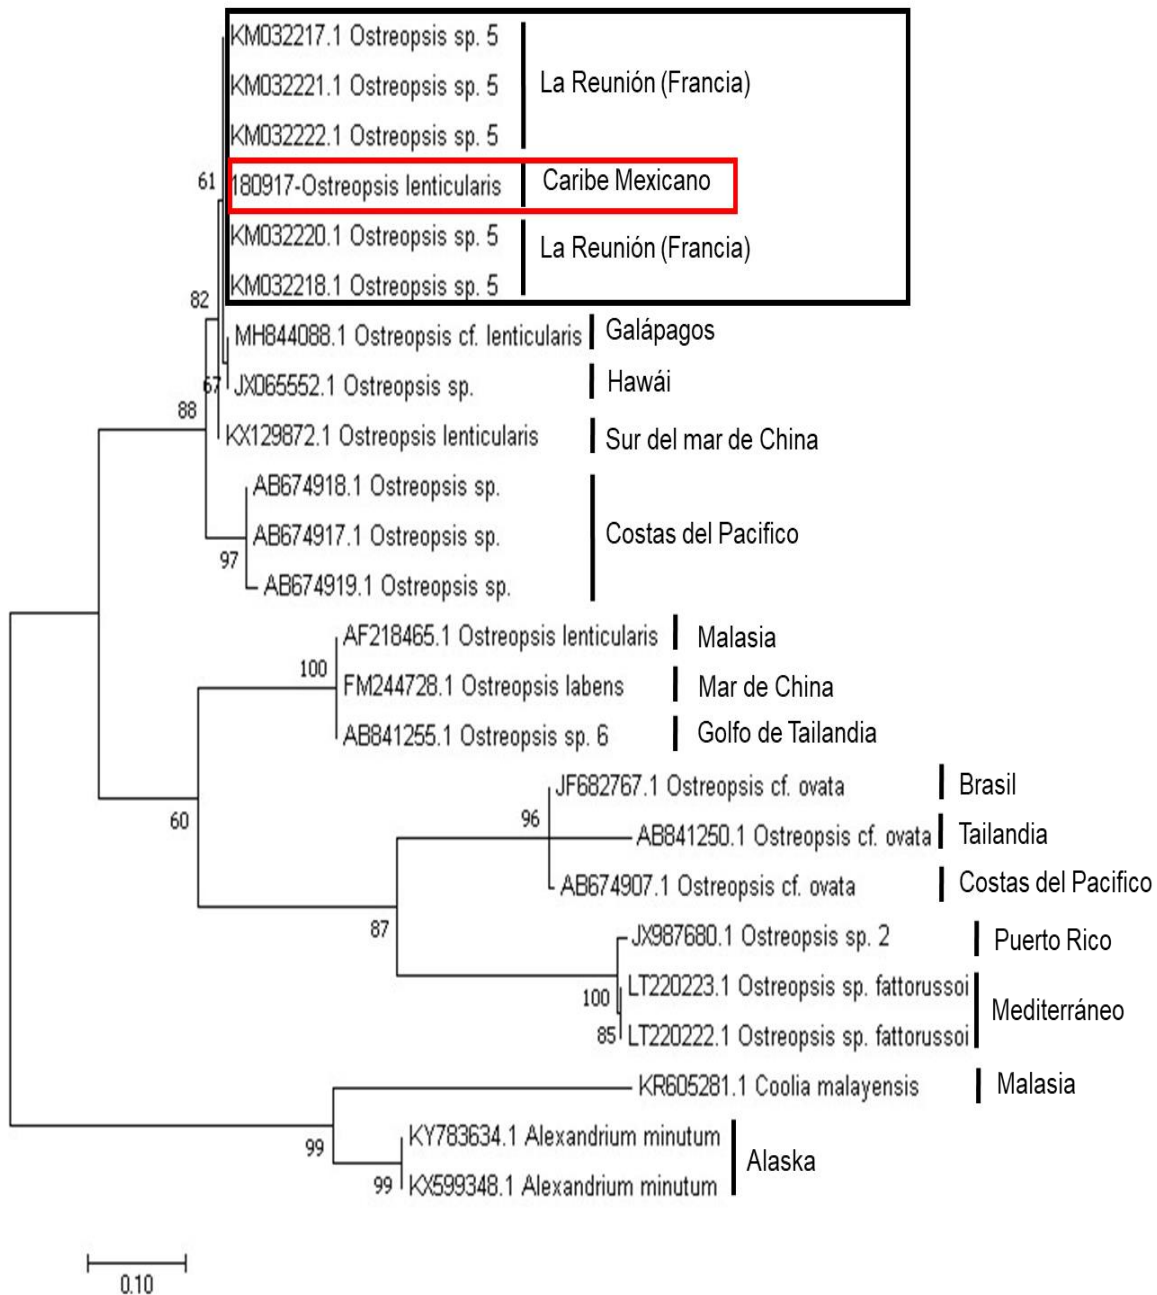 KM032217.1 Ostreopsis sp. 5
KM032221.1 Ostreopsis sp. 5
La Reunión (Francia)
KM032222.1 Ostreopsis sp. 5
61
180917-Ostreopsis lenticularis
Caribe Mexicano
KM032220.1 Ostreopsis sp. 5
La Reunión (Francia)
KM032218.1 Ostreopsis sp. 5
82
MH844088.1 Ostreopsis cf. lenticularis
Galápagos
67
JX065552.1 Ostreopsis sp.
Hawái
88
KX129872.1 Ostreopsis lenticularis
Sur del mar de China
AB674918.1 Ostreopsis sp.
AB674917.1 Ostreopsis sp.
Costas del Pacifico
97
AB674919.1 Ostreopsis sp.
AF218465.1 Ostreopsis lenticularis
Malasia
100
FM244728.1 Ostreopsis labens
Mar de China
AB841255.1 Ostreopsis sp. 6
Golfo de Tailandia
JF682767.1 Ostreopsis cf. ovata
Brasil
60
96
AB841250.1 Ostreopsis cf. ovata
Tailandia
AB674907.1 Ostreopsis cf. ovata
Costas del Pacifico
87
JX987680.1 Ostreopsis sp. 2
Puerto Rico
100
LT220223.1 Ostreopsis sp. fattorussoi
Mediterráneo
85
LT220222.1 Ostreopsis sp. fattorussoi
KR605281.1 Coolia malayensis
Malasia
99
KY783634.1 Alexandrium minutum
Alaska
99
KX599348.1 Alexandrium minutum
0.10